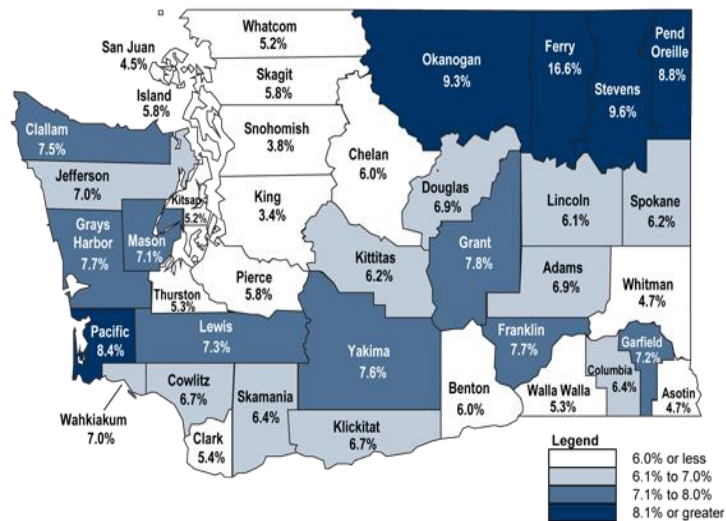 Whatcom
5.2%
San Juan
4.5%
Skagit
5.8%
Island
5.8%
Okanogan
9.3%
Ferry
16.6%
Stevens
9.6%
Pend
Oreille
8.8%
Clallam
7.5%
Snohomish
3.8%
Chelan
6.0%
Jefferson
7.0%
Kitsap
5.2%
King
3.4%
Douglas
6.9%
Lincoln
6.1%
Spokane
6.2%
Grays
Harbor
7.7%
Mason
7.1%
Kittitas
6.2%
Grant
7.8%
Pierce
5.8%
Adams
6.9%
Whitman
4.7%
Thurston
5.3%
Pacific
8.4%
Lewis
7.3%
Yakima
7.6%
Franklin
7.7%
Garfield
7.2%
Columbia
6.4%
Asotin
4.7%
Walla Walla
5.3%
Benton
6.0%
Cowlitz
6.7%
Skamania
6.4%
Wahkiakum
7.0%
Clark
5.4%
Klickitat
6.7%
Legend
6.0% or less
6.1% to 7.0%
7.1% to 8.0%
8.1% or greater